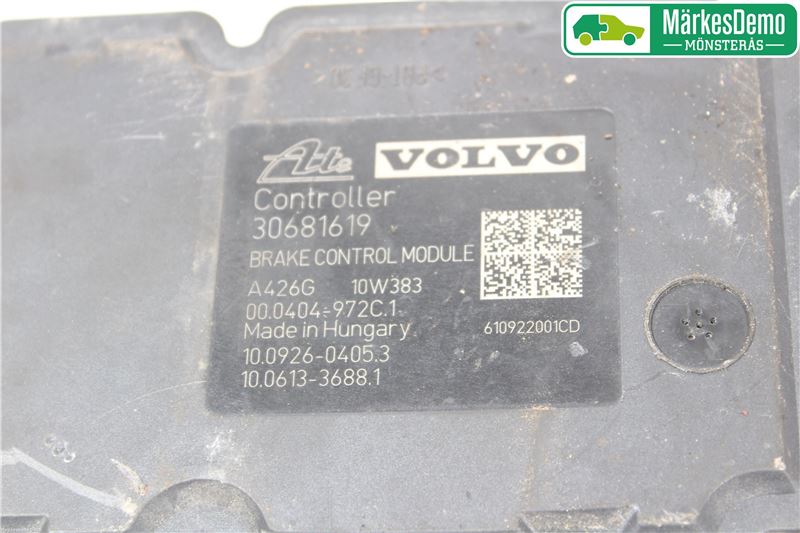 MärkesDemo
MÖNSTERÅS
Ate VOLVO
Controller
30681619
BRAKE CONTROL MODULE
A426G 10W383
00.0404-972C.1
Made in Hungary
610922001CD
10.0926-0405.3
10.0613-3688.1